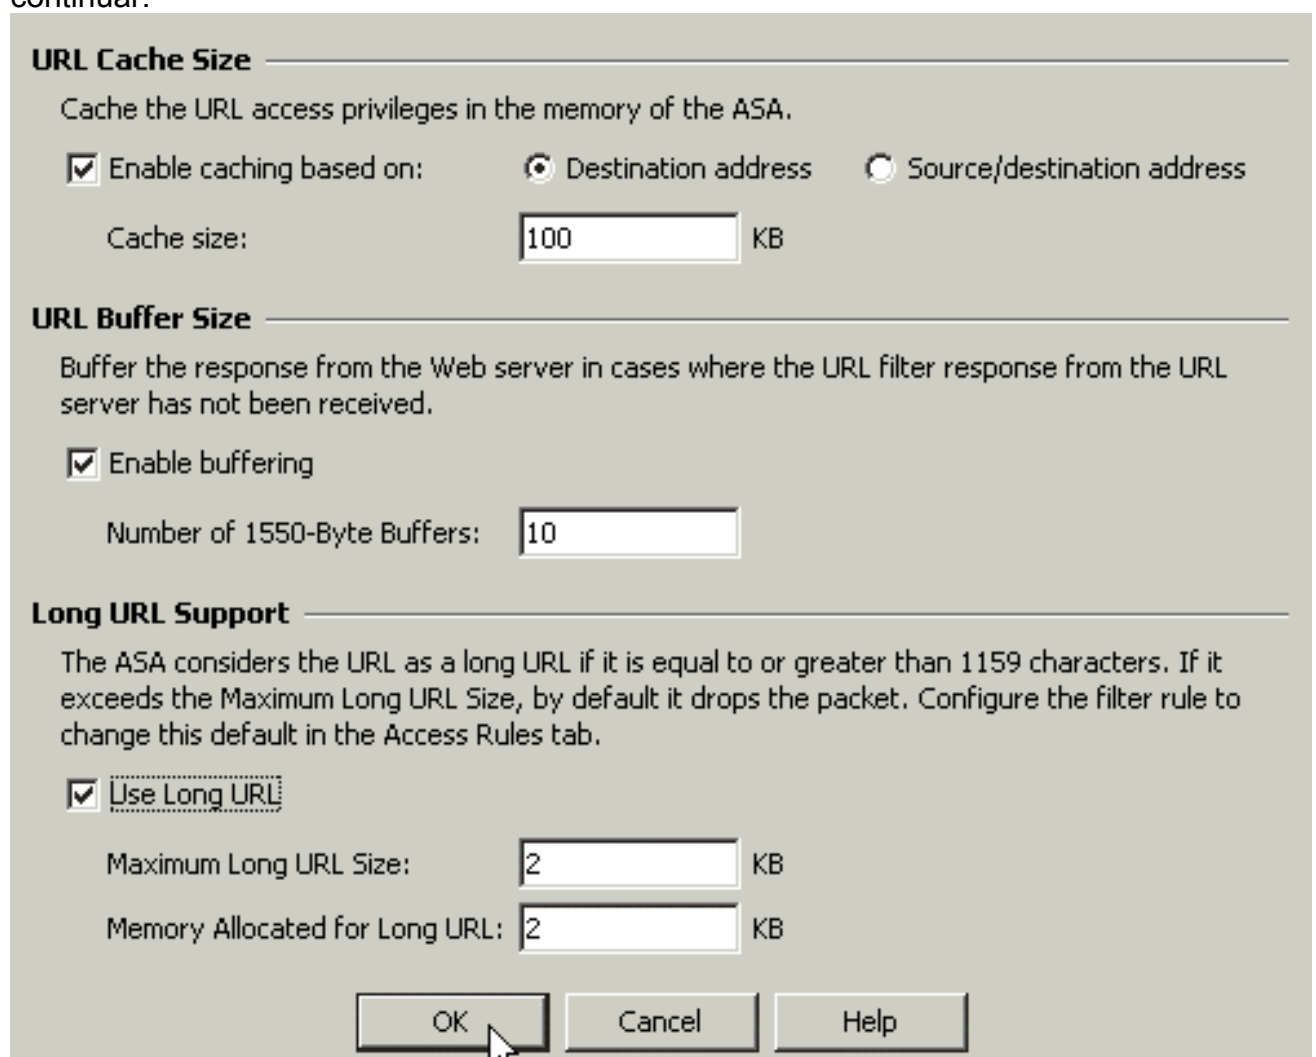 continuar.
URL Cache Size
Cache the URL access privileges in the memory of the ASA.
Enable caching based on: Destination address Source/destination address
Cache size: 100 KB
URL Buffer Size
Buffer the response from the Web server in cases where the URL filter response from the URL
server has not been received.
Enable buffering
Number of 1550-Byte Buffers: 10
Long URL Support
The ASA considers the URL as a long URL if it is equal to or greater than 1159 characters. If it
exceeds the Maximum Long URL Size, by default it drops the packet. Configure the filter rule to
change this default in the Access Rules tab.
Use Long URL
Maximum Long URL Size: 2 KB
Memory Allocated for Long URL: 2 KB
OK Cancel Help